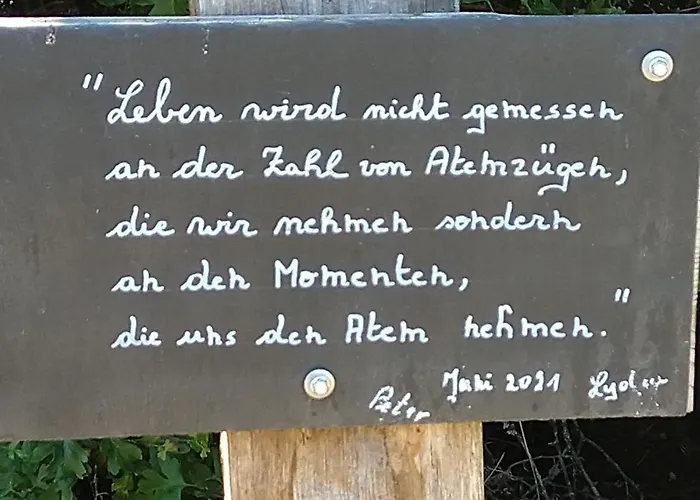 "Leben wird nicht gemessen
an der Zahl von Atemzügen,
die wir nehmen sondern
an den Momenten,
die uns den Atem nehmen."
Peter Juni 2021